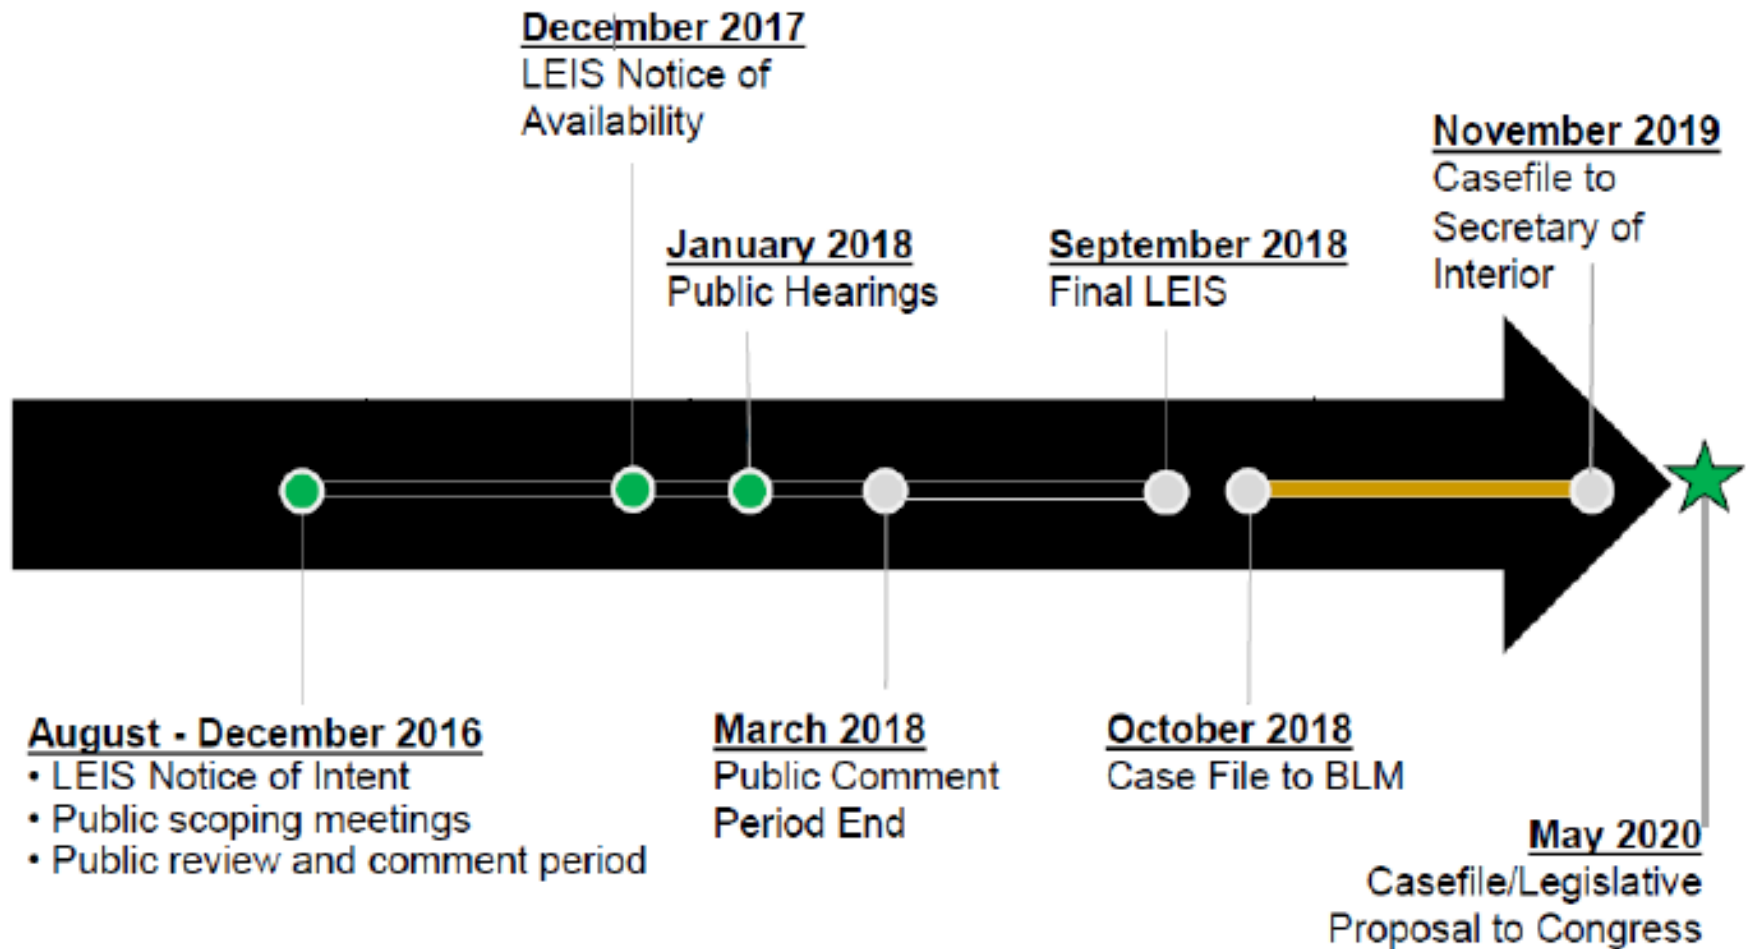 December 2017
LEIS Notice of
Availability
January 2018
Public Hearings
September 2018
Final LEIS
November 2019
Casefile to
Secretary of
Interior
August - December 2016
• LEIS Notice of Intent
• Public scoping meetings
• Public review and comment period
March 2018
Public Comment
Period End
October 2018
Case File to BLM
May 2020
Casefile/Legislative
Proposal to Congress